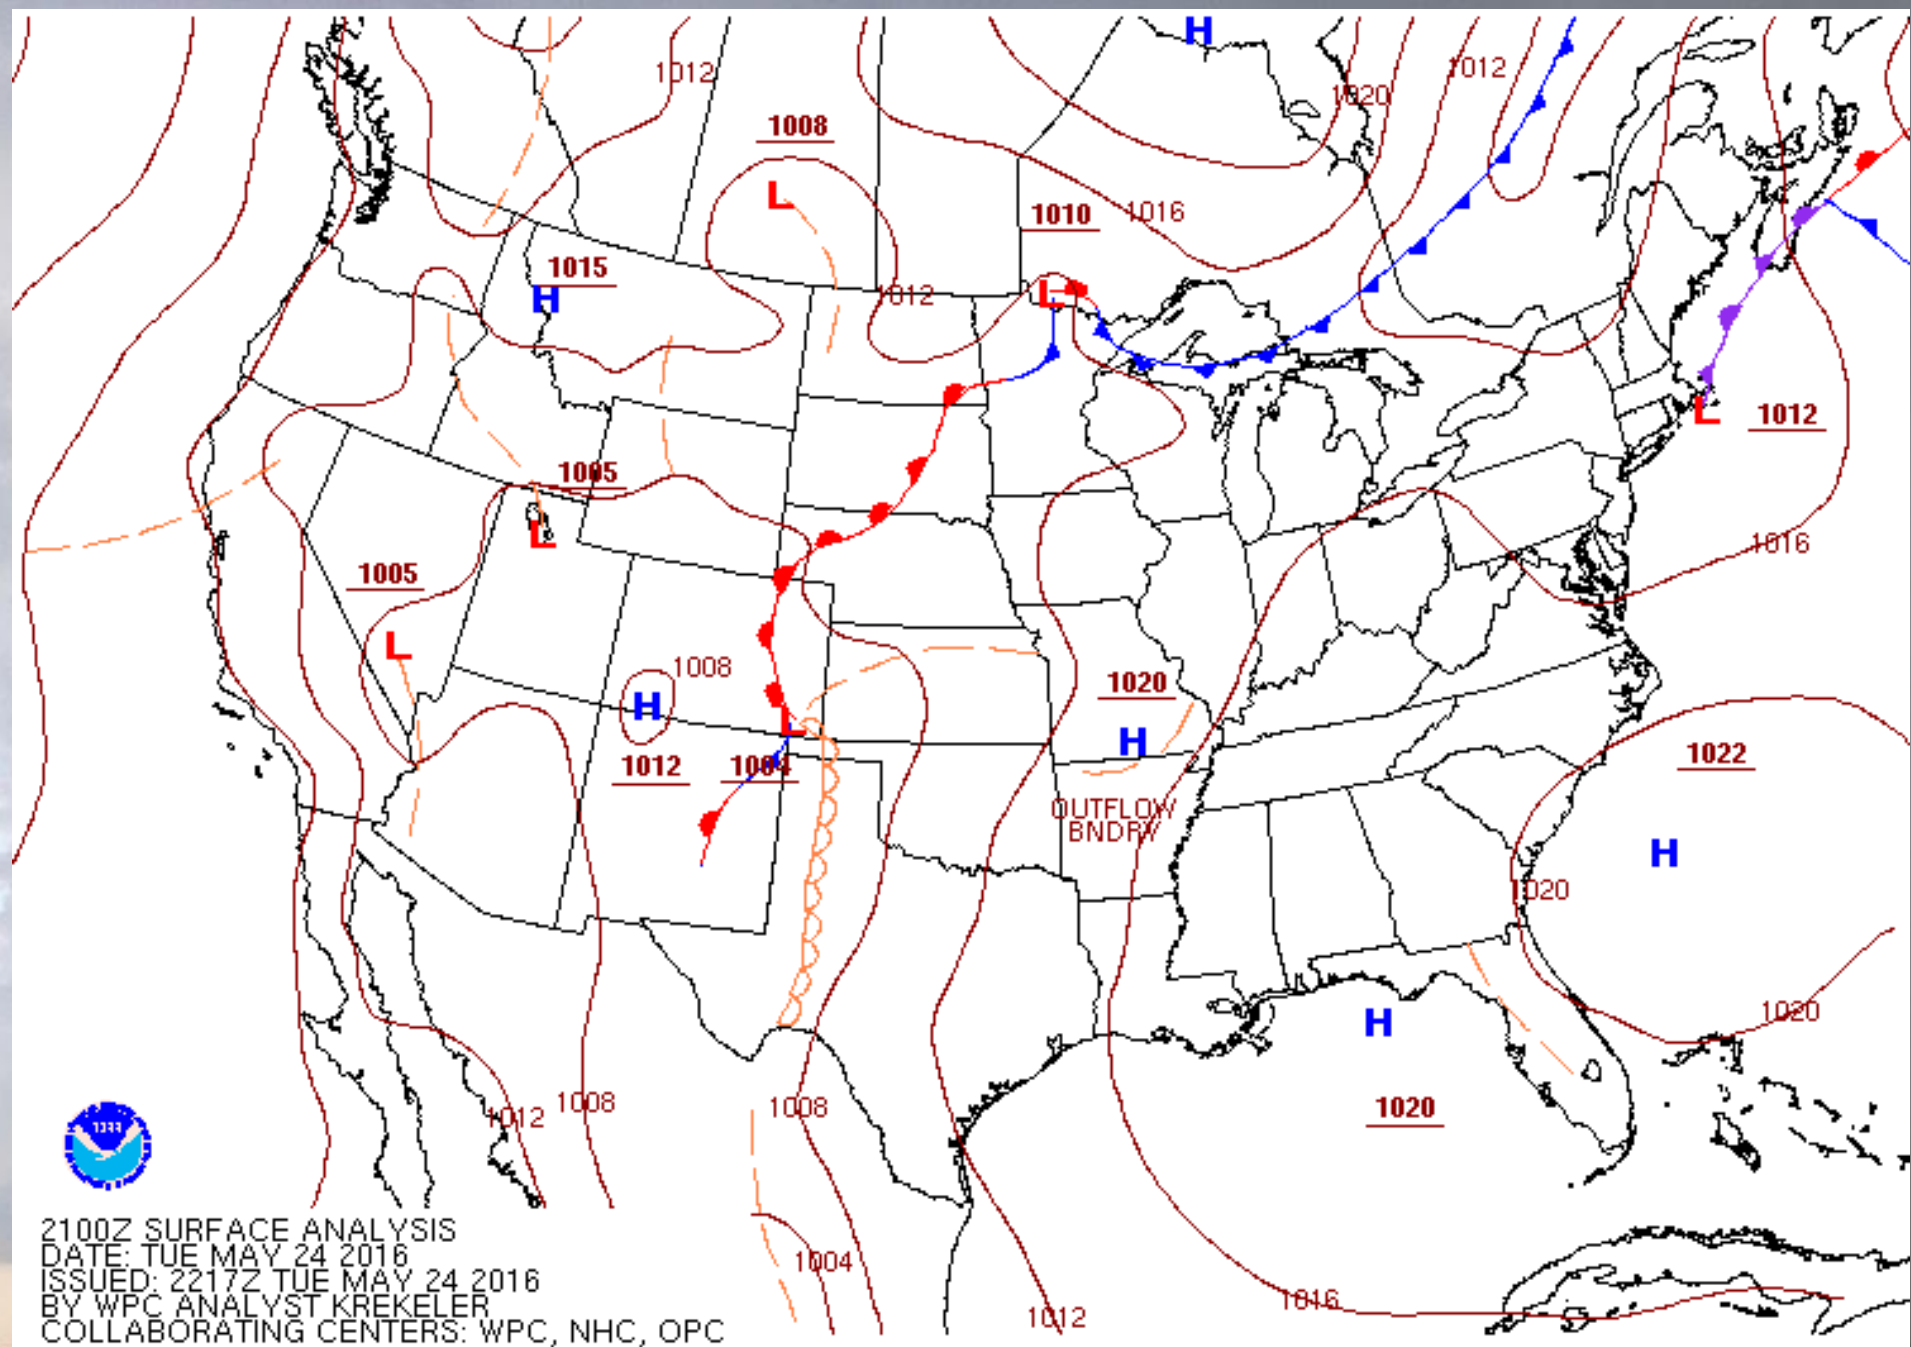 H
1012
1012
1020
1008
L
1010
1016
1015
H
1012
L
1012
L
1005
L
1016
1005
L
1008
H
1020
L
H
1012
1004
1022
OUTFLOW
BNDRY
H
1020
H
1020
1012
1008
1008
1020
1004
1016
1012
2100Z SURFACE ANALYSIS
DATE: TUE MAY 24 2016
ISSUED: 2217Z TUE MAY 24 2016
BY WPC ANALYST KREKELER
COLLABORATING CENTERS: WPC, NHC, OPC